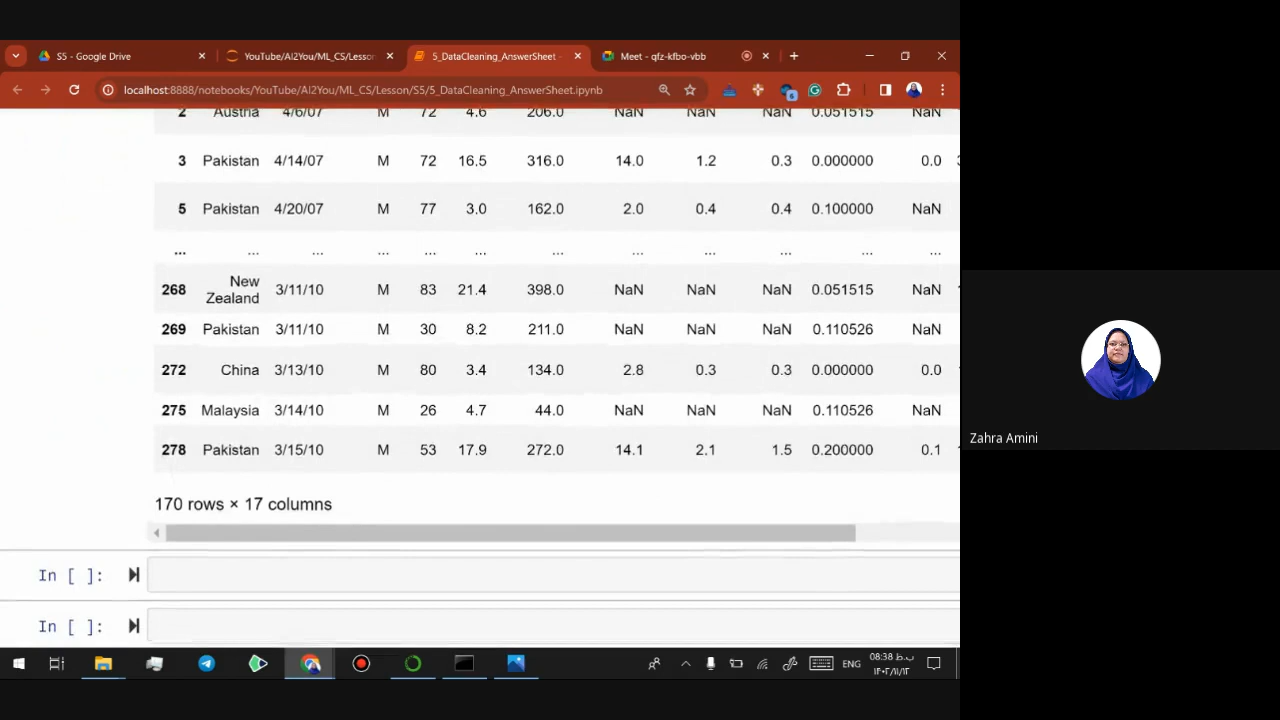 S5 - Google Drive
YouTube/AI2You/ML_CS/Lesson
5_DataCleaning_AnswerSheet -
Meet - qfz-kfbo-vbb
localhost:8888/notebooks/YouTube/AI2You/ML_CS/Lesson/S5/5_DataCleaning_AnswerSheet.ipynb
6
2 Austria 4/6/07 M 72 4.6 206.0 NaN NaN NaN 0.051515 NaN
3 Pakistan 4/14/07 M 72 16.5 316.0 14.0 1.2 0.3 0.000000 0.0
5 Pakistan 4/20/07 M 77 3.0 162.0 2.0 0.4 0.4 0.100000 NaN
... ... ... ... ... ... ... ... ... ... ... ...
268 New Zealand 3/11/10 M 83 21.4 398.0 NaN NaN NaN 0.051515 NaN
269 Pakistan 3/11/10 M 30 8.2 211.0 NaN NaN NaN 0.110526 NaN
272 China 3/13/10 M 80 3.4 134.0 2.8 0.3 0.3 0.000000 0.0
275 Malaysia 3/14/10 M 26 4.7 44.0 NaN NaN NaN 0.110526 NaN
278 Pakistan 3/15/10 M 53 17.9 272.0 14.1 2.1 1.5 0.200000 0.1
170 rows × 17 columns
In [ ]:
In [ ]:
Zahra Amini
ENG
08:38 ب.ظ
۱۴۰۲/۱۱/۱۲